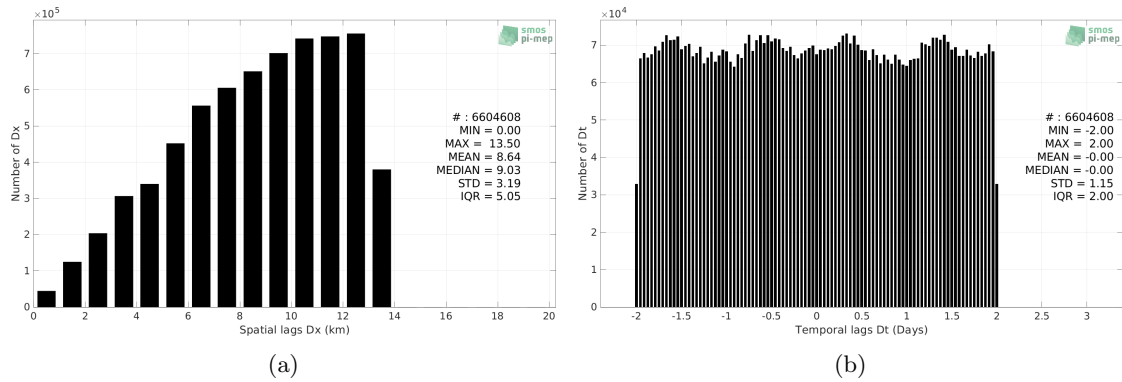 ×10⁵
7
6
5
4
3
2
1
0
Number of Dx
smos
pi-mep
# : 6604608
MIN = 0.00
MAX = 13.50
MEAN = 8.64
MEDIAN = 9.03
STD = 3.19
IQR = 5.05
0 2 4 6 8 10 12 14 16 18 20
Spatial lags Dx (km)
(a)
×10⁴
7
6
5
4
3
2
1
0
Number of Dt
smos
pi-mep
# : 6604608
MIN = -2.00
MAX = 2.00
MEAN = -0.00
MEDIAN = -0.00
STD = 1.15
IQR = 2.00
-2 -1.5 -1 -0.5 0 0.5 1 1.5 2 2.5 3
Temporal lags Dt (Days)
(b)